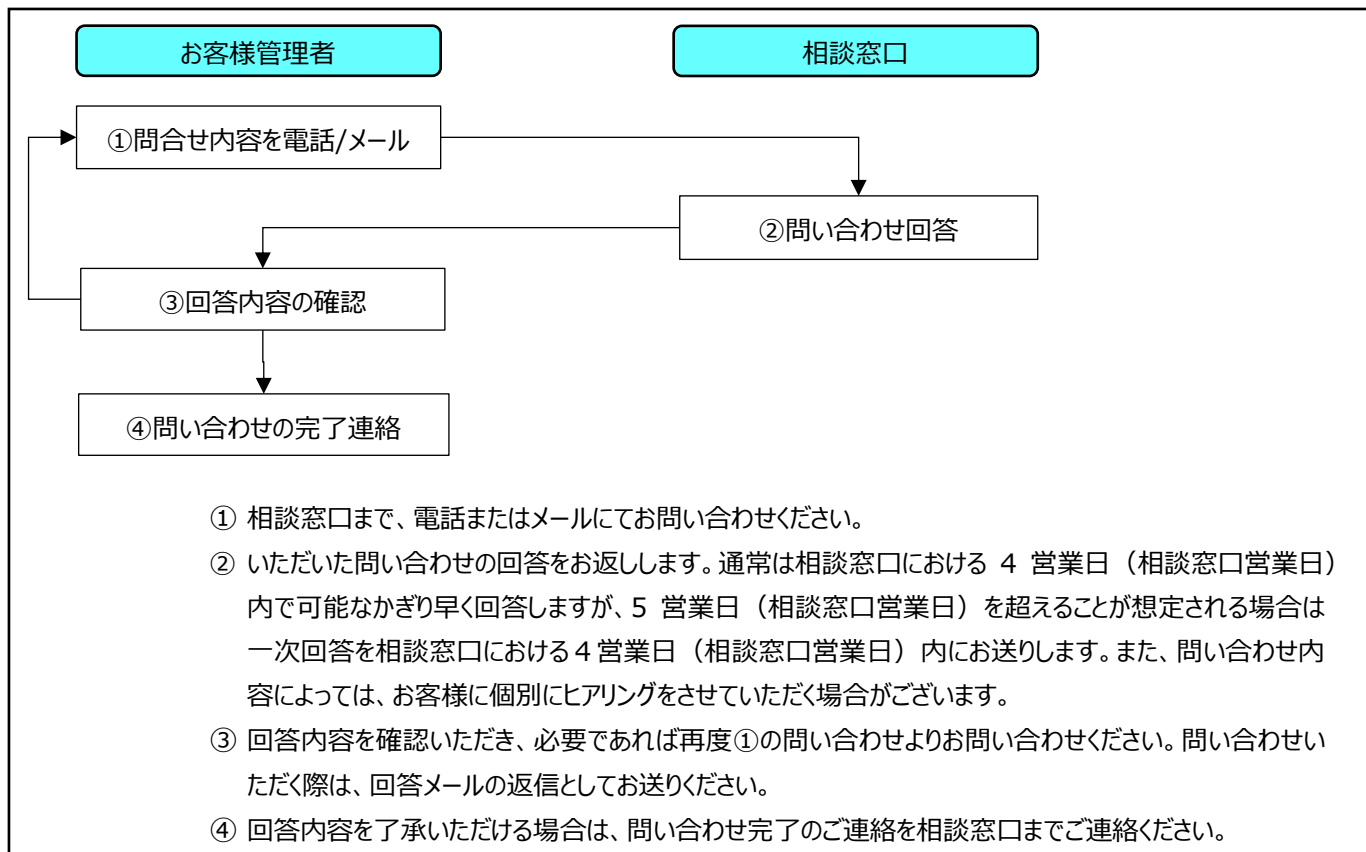 お客様管理者
相談窓口
①問合せ内容を電話/メール
②問い合わせ回答
③回答内容の確認
④問い合わせの完了連絡
① 相談窓口まで、電話またはメールにてお問い合わせください。
② いただいた問い合わせの回答をお返しします。通常は相談窓口における 4 営業日（相談窓口営業日）
内で可能なかぎり早く回答しますが、5 営業日（相談窓口営業日）を超えることが想定される場合は
一次回答を相談窓口における４営業日（相談窓口営業日）内にお送りします。また、問い合わせ内
容によっては、お客様に個別にヒアリングをさせていただく場合がございます。
③ 回答内容を確認いただき、必要であれば再度①の問い合わせよりお問い合わせください。問い合わせい
ただく際は、回答メールの返信としてお送りください。
④ 回答内容を了承いただける場合は、問い合わせ完了のご連絡を相談窓口までご連絡ください。